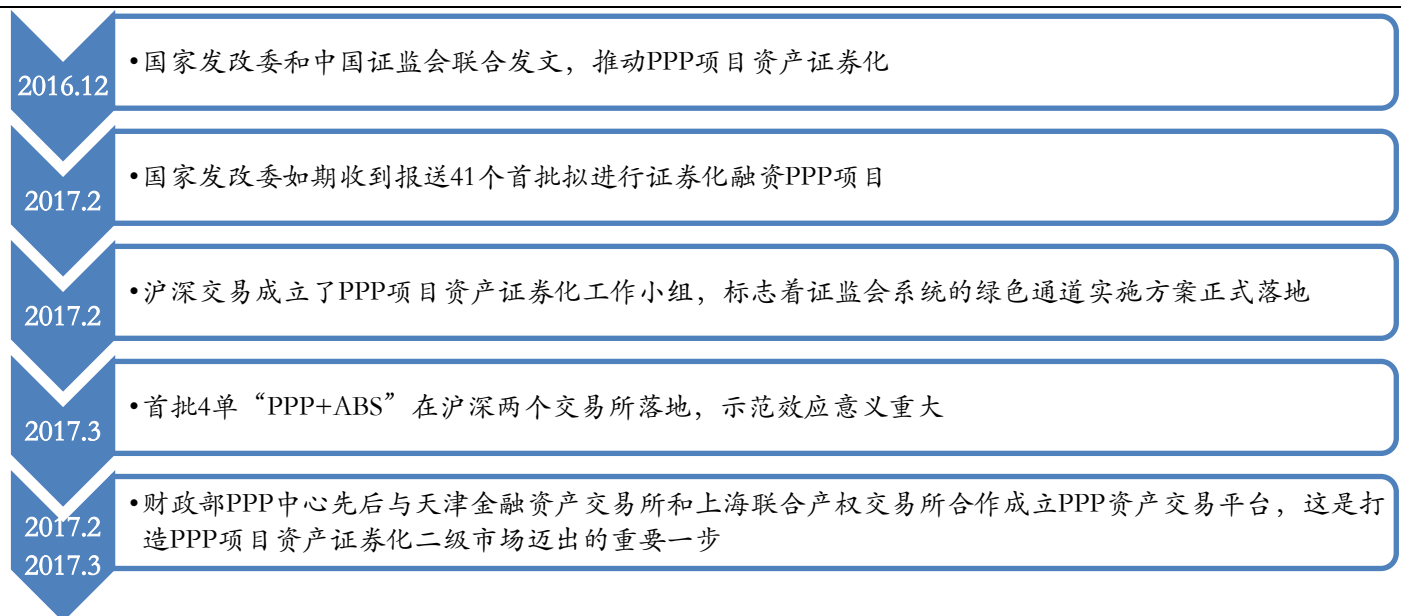 2016.12
•国家发改委和中国证监会联合发文，推动PPP项目资产证券化
2017.2
•国家发改委如期收到报送41个首批拟进行证券化融资PPP项目
2017.2
•沪深交易成立了PPP项目资产证券化工作小组，标志着证监会系统的绿色通道实施方案正式落地
2017.3
•首批4单“PPP+ABS”在沪深两个交易所落地，示范效应意义重大
2017.2
2017.3
•财政部PPP中心先后与天津金融资产交易所和上海联合产权交易所合作成立PPP资产交易平台，这是打
造PPP项目资产证券化二级市场迈出的重要一步